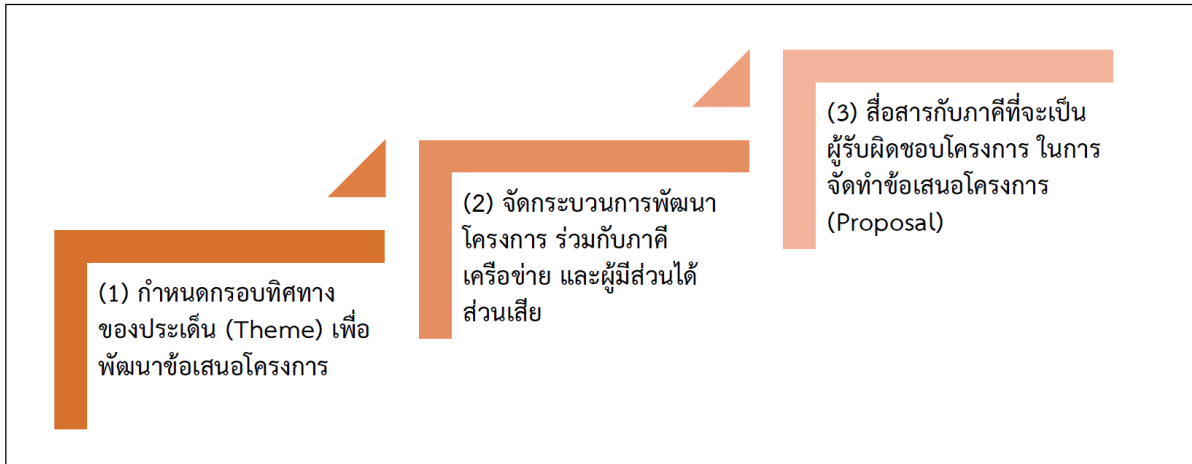 (1) กำหนดกรอบทิศทาง
ของประเด็น (Theme) เพื่อ
พัฒนาข้อเสนอโครงการ
(2) จัดกระบวนการพัฒนา
โครงการ ร่วมกับภาคี
เครือข่าย และผู้มีส่วนได้
ส่วนเสีย
(3) สื่อสารกับภาคีที่จะเป็น
ผู้รับผิดชอบโครงการ ในการ
จัดทำข้อเสนอโครงการ
(Proposal)